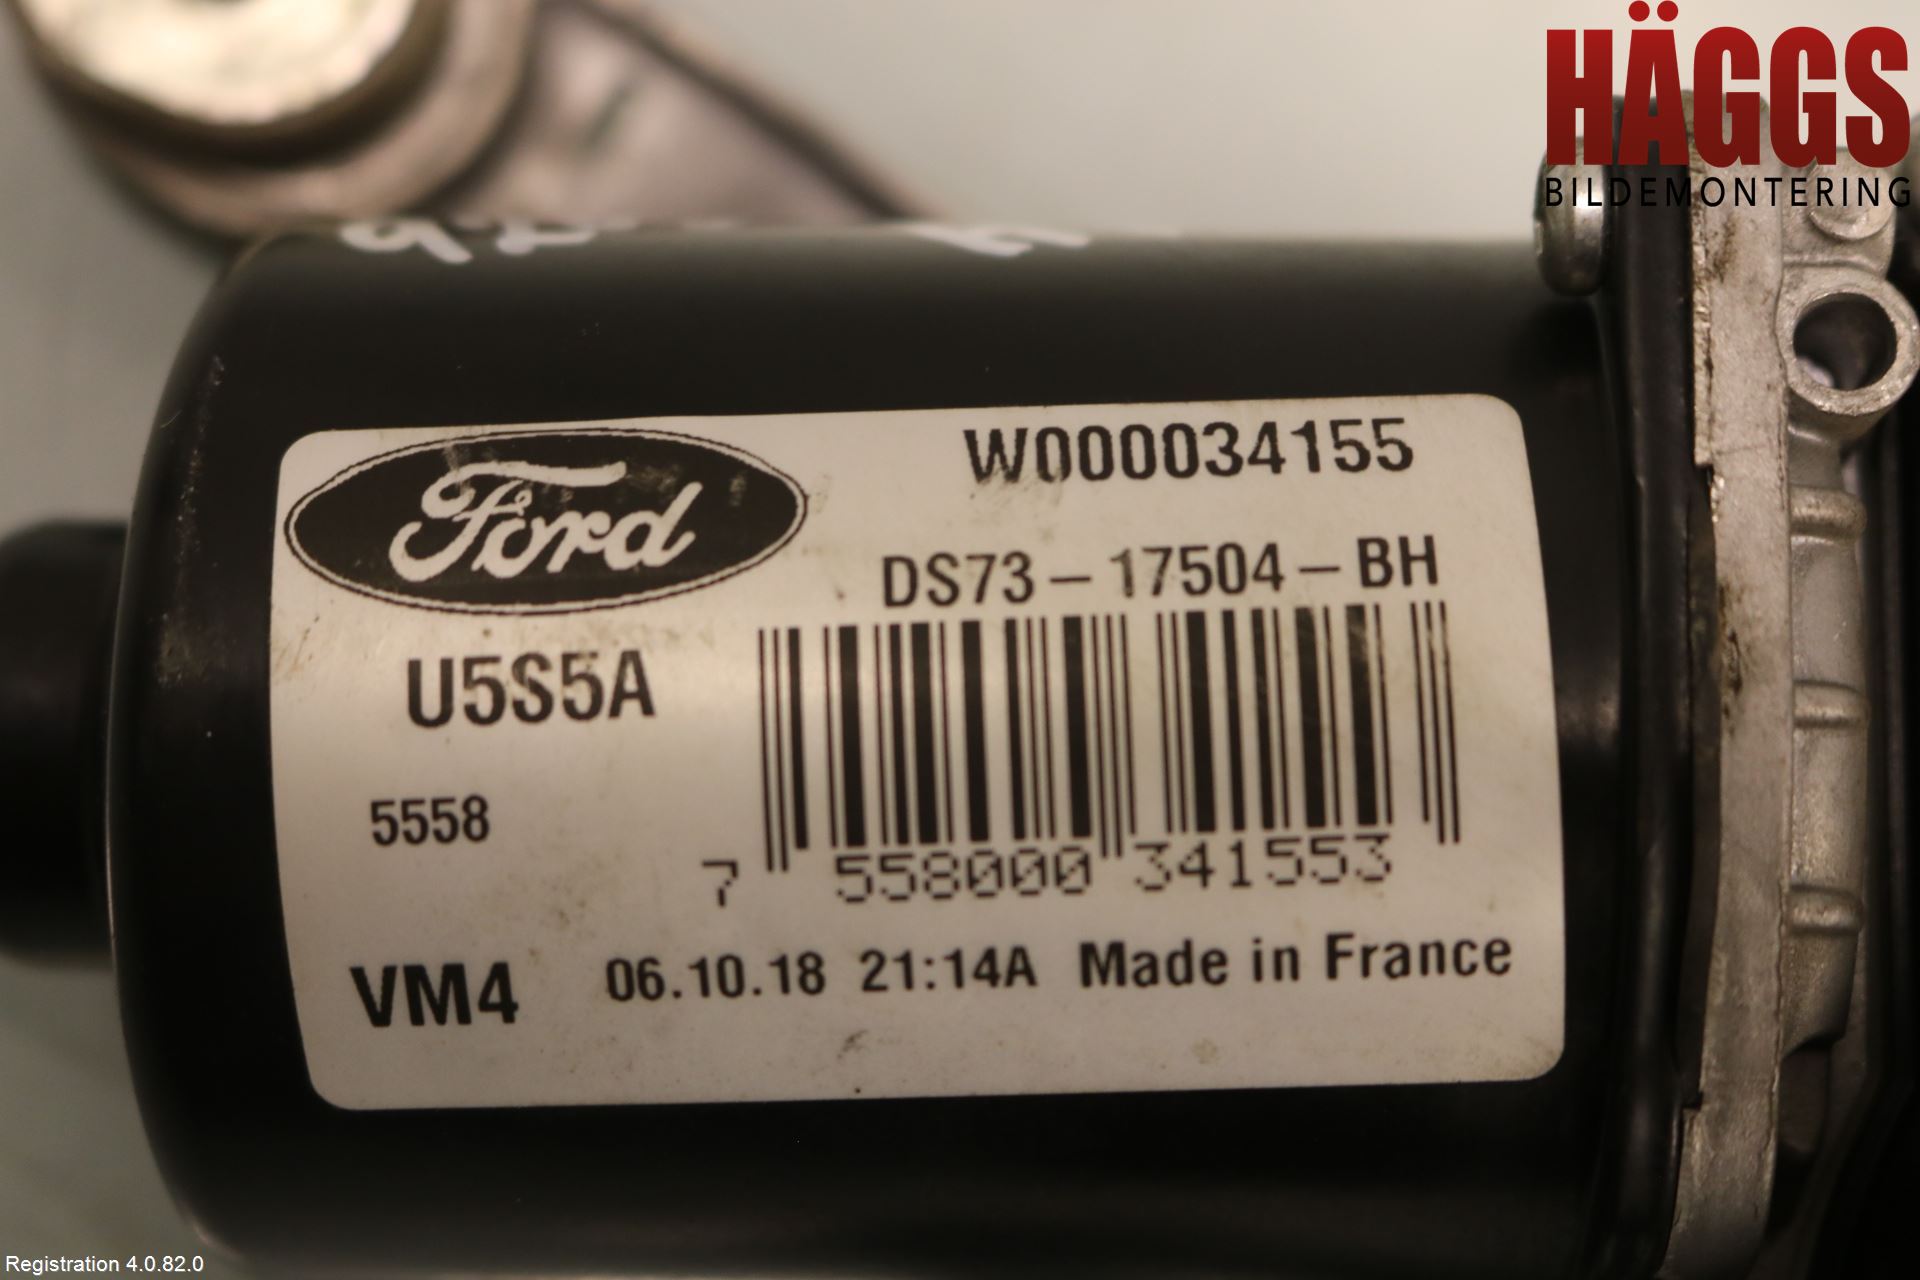 HÄGGS
BILDEMONTERING
Ford
W000034155
DS73-17504-BH
U5S5A
5558
7 558000 341553
VM4 06.10.18 21:14A Made in France
Registration 4.0.82.0